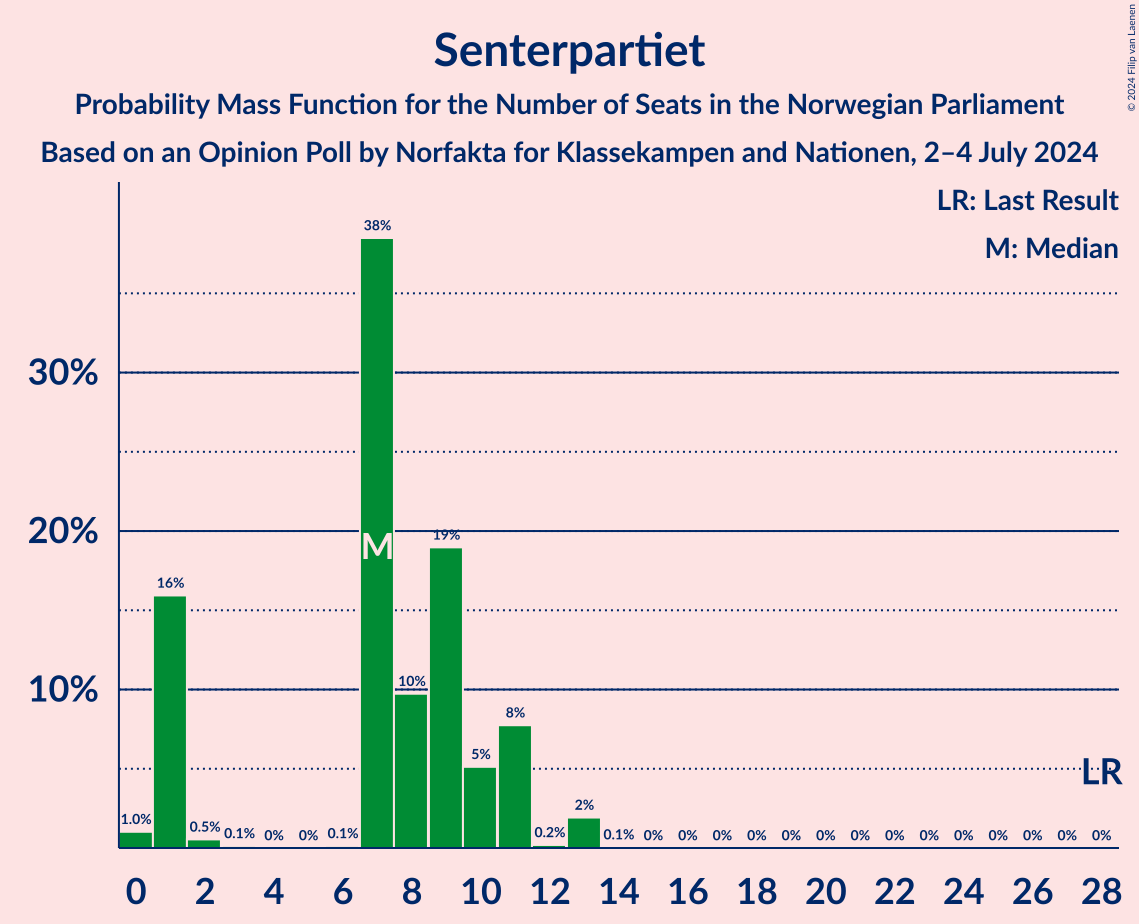 Senterpartiet
Probability Mass Function for the Number of Seats in the Norwegian Parliament
Based on an Opinion Poll by Norfakta for Klassekampen and Nationen, 2–4 July 2024
© 2024 Filip van Laenen
LR: Last Result
M: Median
38%
30%
20%
19%
M
16%
10%
10%
8%
5%
LR
2%
1.0% 0.5% 0.1% 0% 0% 0.1% 0.2% 0.1% 0% 0% 0% 0% 0% 0% 0% 0% 0% 0% 0% 0% 0% 0%
0 2 4 6 8 10 12 14 16 18 20 22 24 26 28